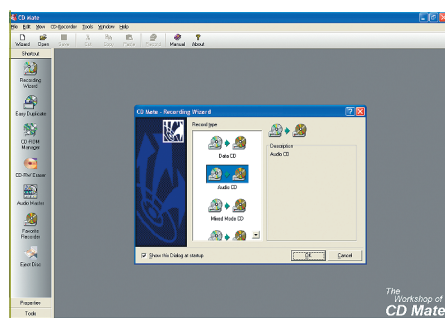 CD Mate
File Edit View CD-Recorder Tools Window Help
Wizard Open Save Cut Copy Paste Record Manual About
Shortcut
Recording
Wizard
Easy Duplicate
CD-ROM
Manager
CD-RW Eraser
Audio Master
Favorite
Recorder
Eject Disc
Properties
Tools
CD Mate - Recording Wizard
Record type
Data CD
Audio CD
Mixed Mode CD
Description
Audio CD
Show this Dialog at startup
OK Cancel
The
Workshop of
CD Mate